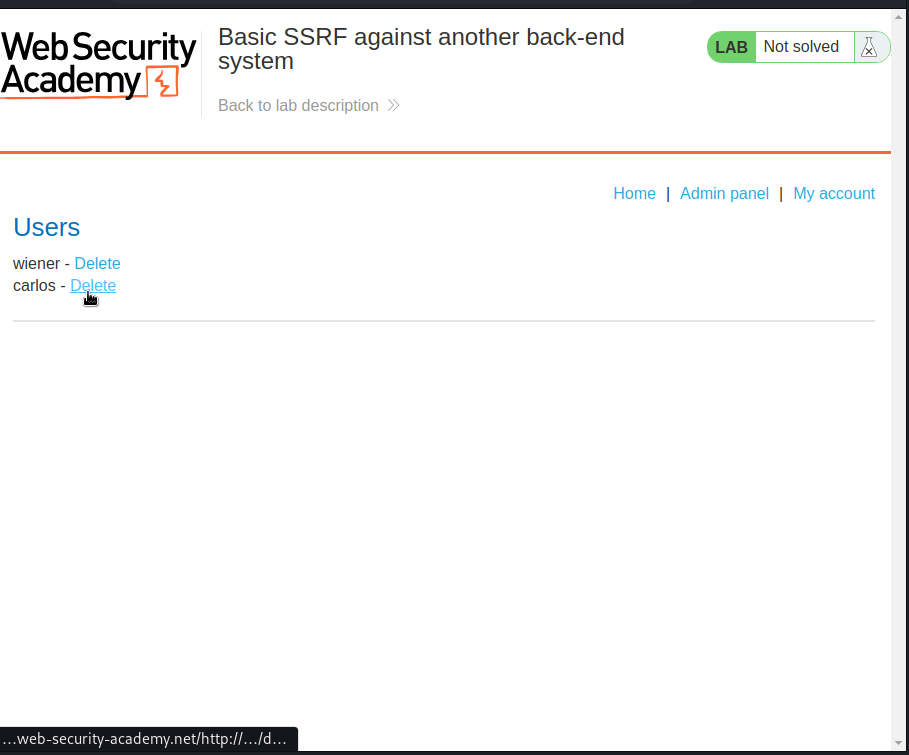 Web Security
Academy
Basic SSRF against another back-end
system
Back to lab description
LAB Not solved
Home | Admin panel | My account
Users
wiener - Delete
carlos - Delete
...web-security-academy.net/http://.../d...